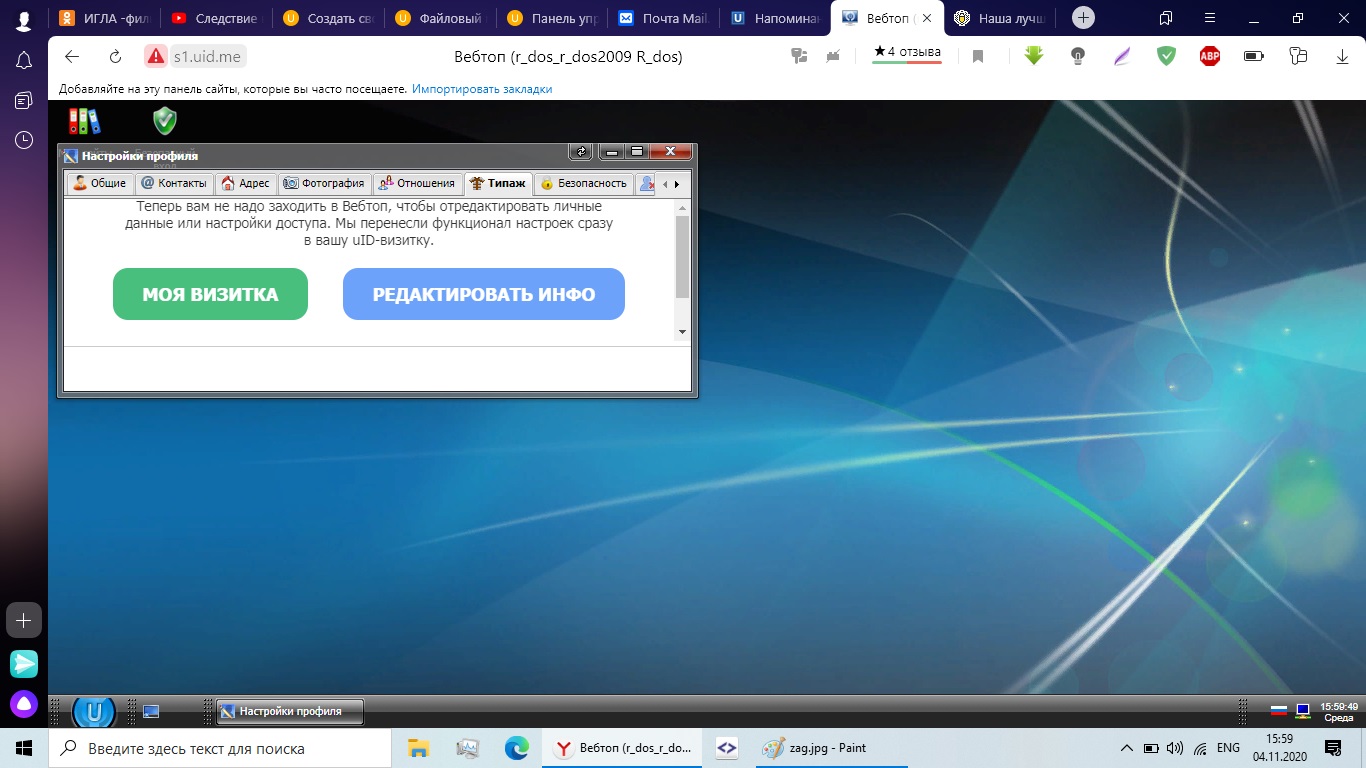 ИГЛА -фил
Следствие
Создать сво
Файловый
Панель упр
Почта Mail.
Напоминан
Вебтоп (
Наша лучш
s1.uid.me
Вебтоп (r_dos_r_dos2009 R_dos)
★ 4 отзыва
ABP
Добавляйте на эту панель сайты, которые вы часто посещаете. Импортировать закладки
Настройки профиля
Общие
Контакты
Адрес
Фотография
Отношения
Типаж
Безопасность
Теперь вам не надо заходить в Вебтоп, чтобы отредактировать личные
данные или настройки доступа. Мы перенесли функционал настроек сразу
в вашу uID-визитку.
МОЯ ВИЗИТКА
РЕДАКТИРОВАТЬ ИНФО
U
Настройки профиля
15:59:49
Среда
Введите здесь текст для поиска
Вебтоп (r_dos_r_do...
zag.jpg - Paint
ENG
15:59
04.11.2020